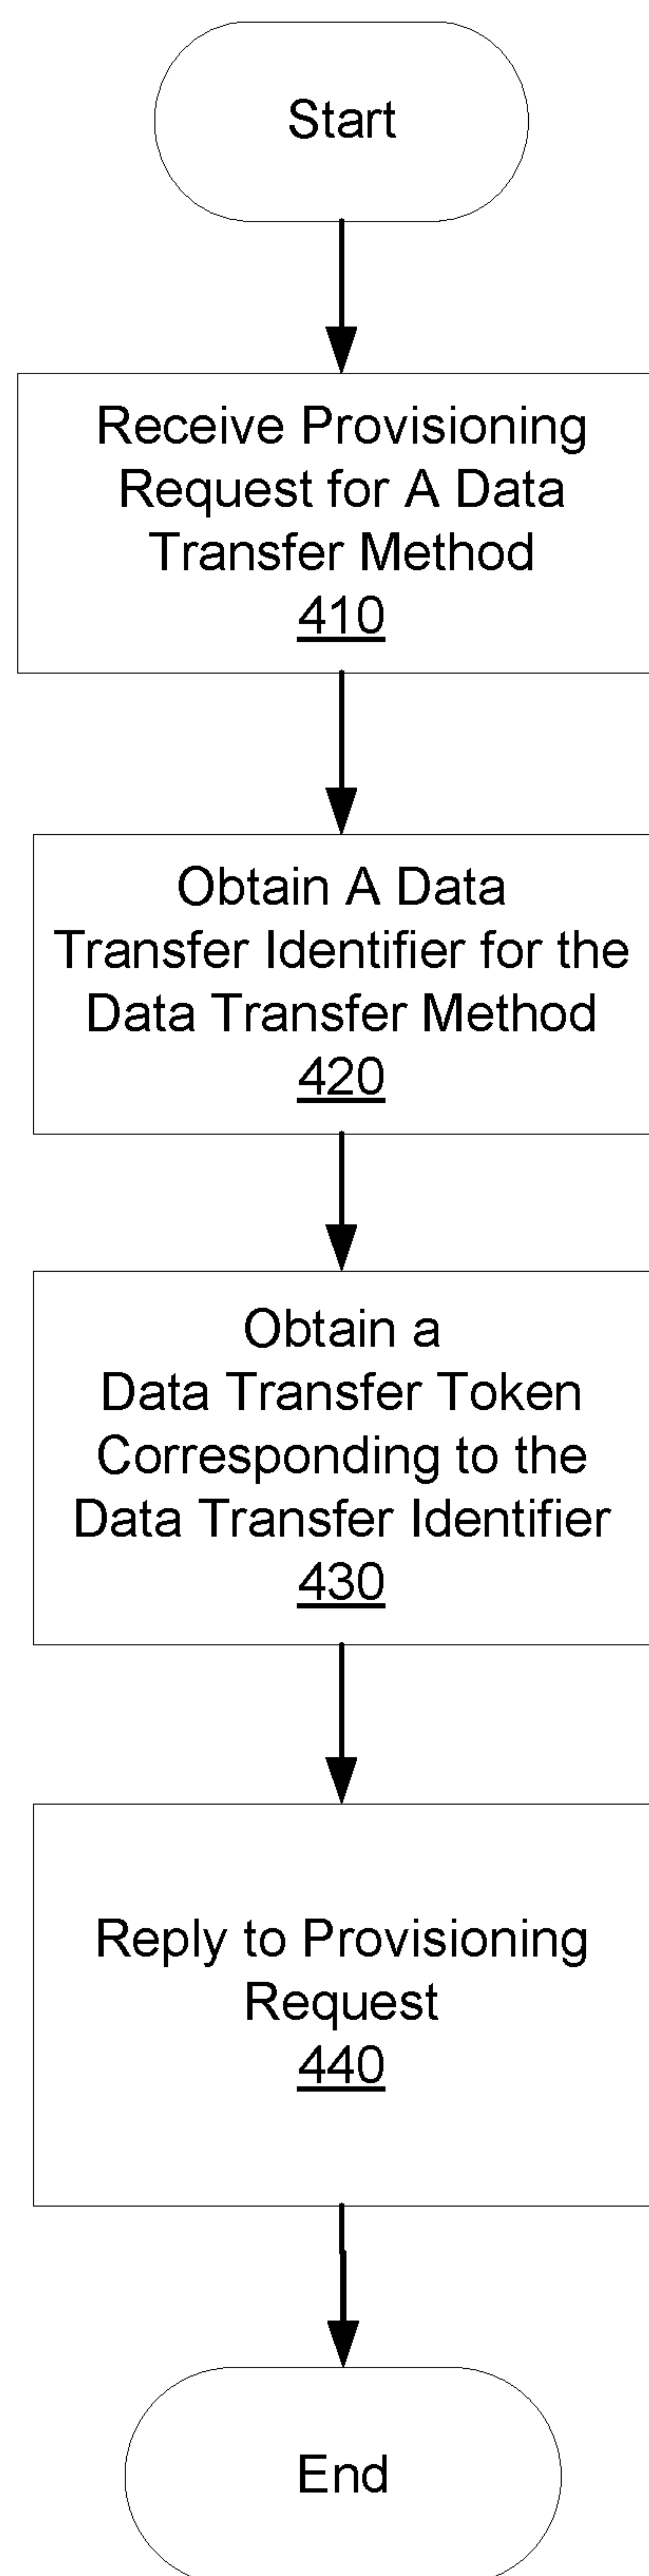 Start
Receive Provisioning
Request for A Data
Transfer Method
410
Obtain A Data
Transfer Identifier for the
Data Transfer Method
420
Obtain a
Data Transfer Token
Corresponding to the
Data Transfer Identifier
430
Reply to Provisioning
Request
440
End